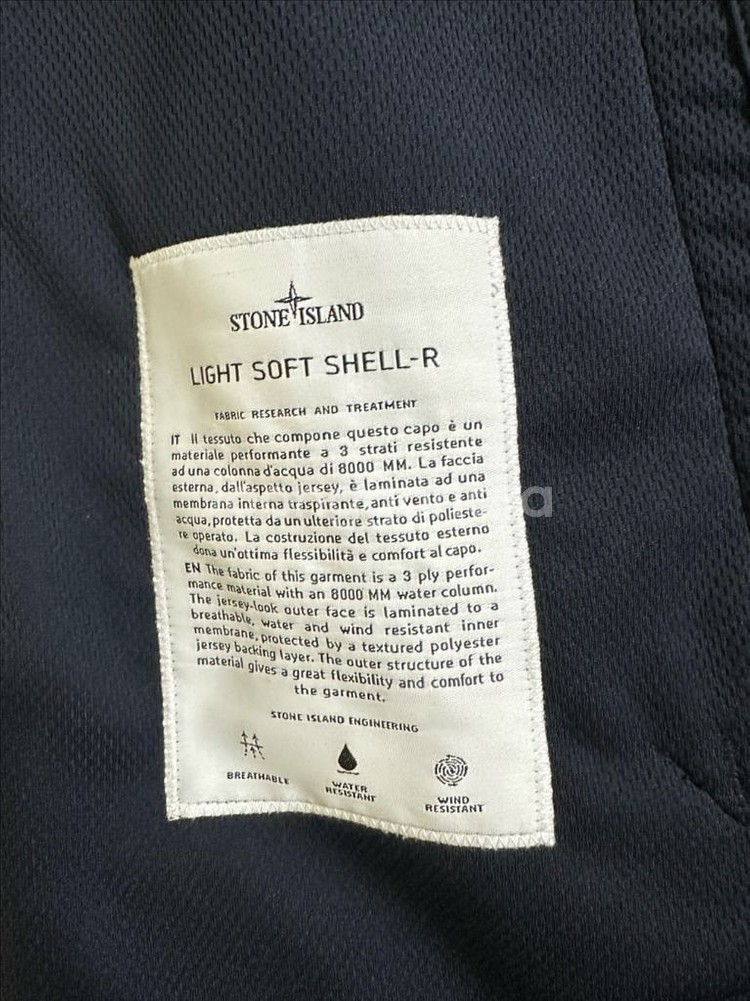 STONE ISLAND
LIGHT SOFT SHELL-R
FABRIC RESEARCH AND TREATMENT
IT Il tessuto che compone questo capo è un
materiale performante a 3 strati resistente
ad una colonna d'acqua di 8000 MM. La faccia
esterna, dall'aspetto jersey, è laminata ad una
membrana interna traspirante, anti vento e anti
acqua, protetta da un ulteriore strato di polieste-
re operato. La costruzione del tessuto esterno
dona un'ottima flessibilità e comfort al capo.
EN The fabric of this garment is a 3 ply perfor-
mance material with an 8000 MM water column.
The jersey-look outer face is laminated to a
breathable, water and wind resistant inner
membrane, protected by a textured polyester
jersey backing layer. The outer structure of the
material gives a great flexibility and comfort to
the garment.
STONE ISLAND ENGINEERING
BREATHABLE
WATER
RESISTANT
WIND
RESISTANT